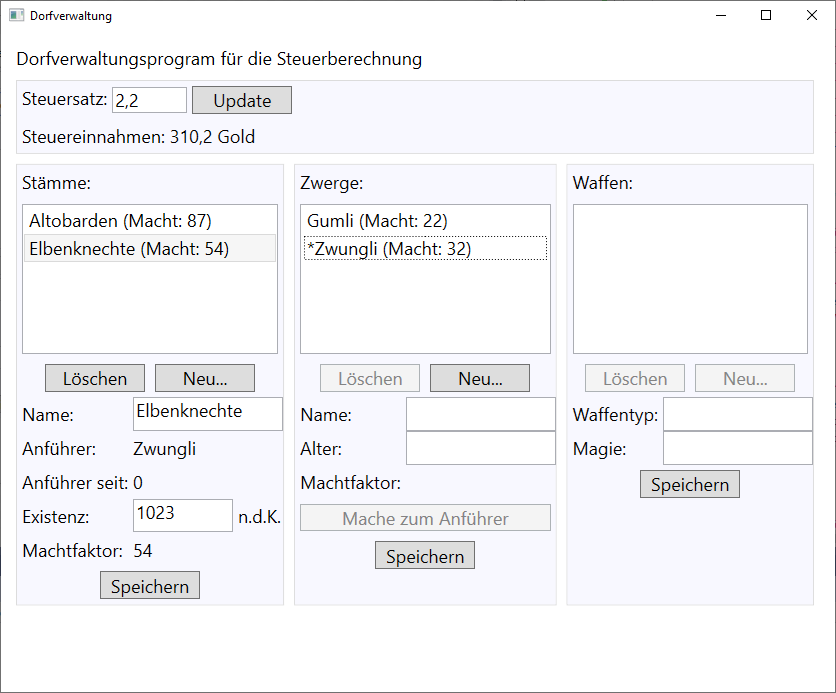 Dorfverwaltung
Dorfverwaltungsprogram für die Steuerberechnung
Steuersatz: 2,2 Update
Steuereinnahmen: 310,2 Gold
Stämme:
Altobarden (Macht: 87)
Elbenknechte (Macht: 54)
Löschen Neu...
Name: Elbenknechte
Anführer: Zwungli
Anführer seit: 0
Existenz: 1023 n.d.K.
Machtfaktor: 54
Speichern
Zwerge:
Gumli (Macht: 22)
*Zwungli (Macht: 32)
Löschen Neu...
Name:
Alter:
Machtfaktor:
Mache zum Anführer
Speichern
Waffen:
Löschen Neu...
Waffentyp:
Magie:
Speichern